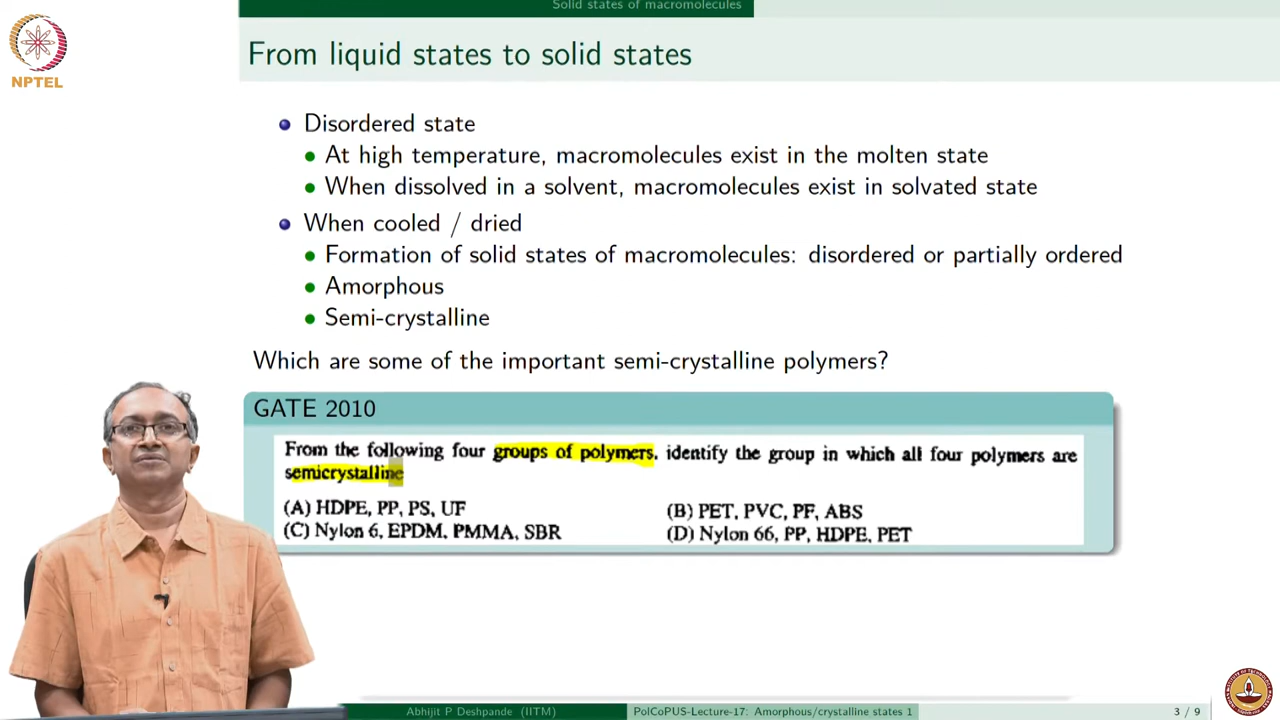 Solid states of macromolecules
NPTEL
From liquid states to solid states
Disordered state
At high temperature, macromolecules exist in the molten state
When dissolved in a solvent, macromolecules exist in solvated state
When cooled / dried
Formation of solid states of macromolecules: disordered or partially ordered
Amorphous
Semi-crystalline
Which are some of the important semi-crystalline polymers?
GATE 2010
From the following four groups of polymers, identify the group in which all four polymers are
semicrystalline
(A) HDPE, PP, PS, UF
(B) PET, PVC, PF, ABS
(C) Nylon 6, EPDM, PMMA, SBR
(D) Nylon 66, PP, HDPE, PET
Abhijit P Deshpande (IITM)
PolCoPUS-Lecture-17: Amorphous/crystalline states 1
3 / 9